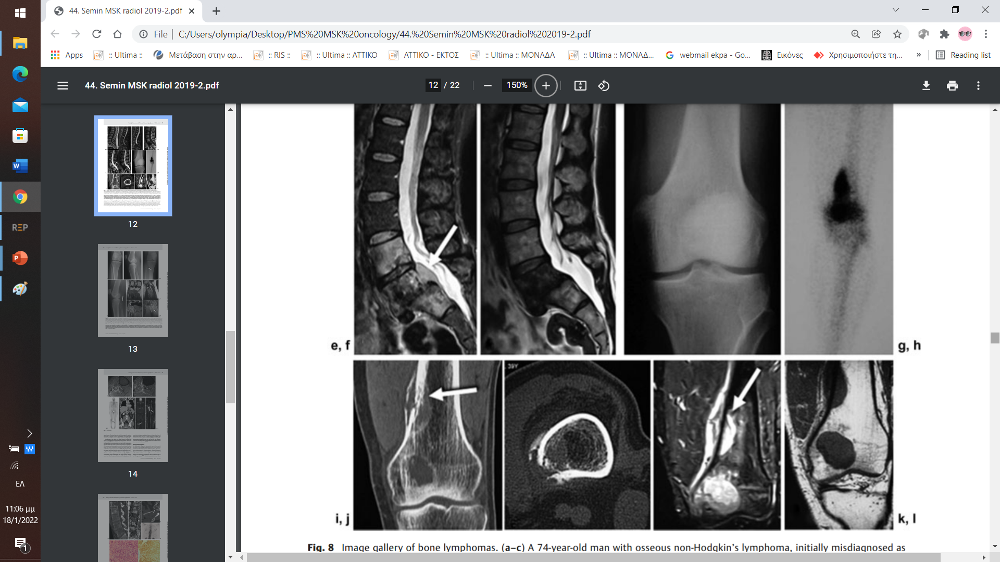 44. Semin MSK radiol 2019-2.pdf
File | C:/Users/olympia/Desktop/PMS%20MSK%20oncology/44.%20Semin%20MSK%20radiol%202019-2.pdf
Apps :: Ultima :: Μετάβαση στην αρ... :: RIS :: :: Ultima :: ATTIKO ATTIKO - ΕΚΤΟΣ :: Ultima :: ΜΟΝΑΔΑ :: Ultima :: ΜΟΝΑΔ... webmail ekpa - Go... Εικόνες Χρησιμοποιήστε τη... » Reading list
44. Semin MSK radiol 2019-2.pdf 12 / 22 150%
12
13
14
e, f
g, h
39Y
i, j
k, l
Fig. 8 Image gallery of bone lymphomas. (a–c) A 74-year-old man with osseous non-Hodgkin's lymphoma, initially misdiagnosed as
REP
ΕΛ
11:06 μμ
18/1/2022
1